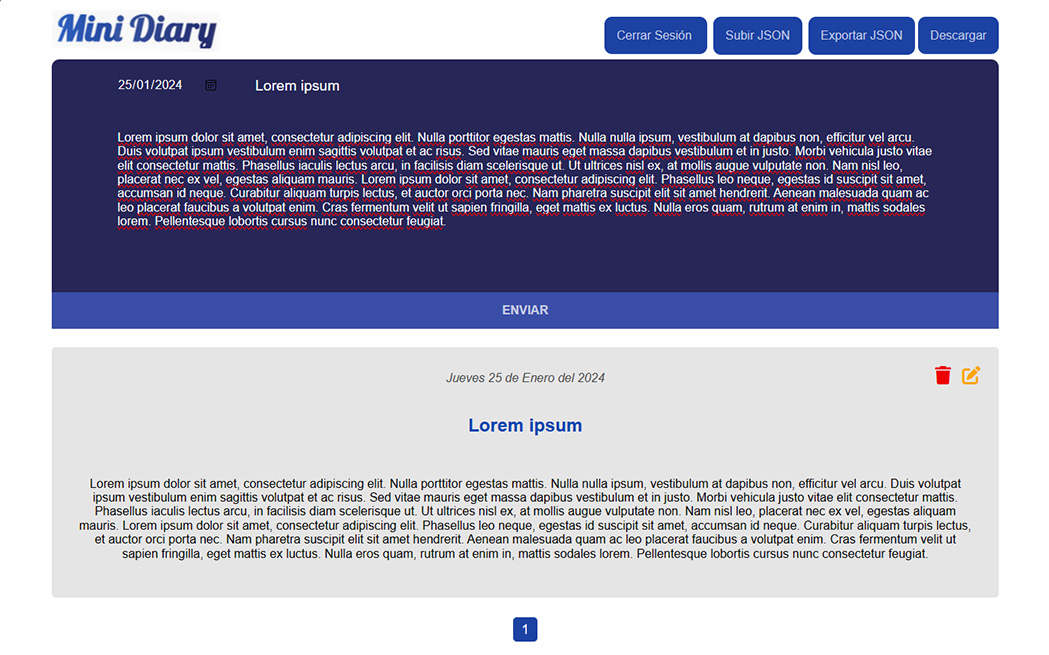 Mini Diary
Cerrar Sesión
Subir JSON
Exportar JSON
Descargar
25/01/2024
Lorem ipsum
Lorem ipsum dolor sit amet, consectetur adipiscing elit. Nulla porttitor egestas mattis. Nulla nulla ipsum, vestibulum at dapibus non, efficitur vel arcu.
Duis volutpat ipsum vestibulum enim sagittis volutpat et ac risus. Sed vitae mauris eget massa dapibus vestibulum et in justo. Morbi vehicula justo vitae
elit consectetur mattis. Phasellus iaculis lectus arcu, in facilisis diam scelerisque ut. Ut ultrices nisl ex, at mollis augue vulputate non. Nam nisl leo,
placerat nec ex vel, egestas aliquam mauris. Lorem ipsum dolor sit amet, consectetur adipiscing elit. Phasellus leo neque, egestas id suscipit sit amet,
accumsan id neque. Curabitur aliquam turpis lectus, et auctor orci porta nec. Nam pharetra suscipit elit sit amet hendrerit. Aenean malesuada quam ac
leo placerat faucibus a volutpat enim. Cras fermentum velit ut sapien fringilla, eget mattis ex luctus. Nulla eros quam, rutrum at enim in, mattis sodales
lorem. Pellentesque lobortis cursus nunc consectetur feugiat.
ENVIAR
Jueves 25 de Enero del 2024
Lorem ipsum
Lorem ipsum dolor sit amet, consectetur adipiscing elit. Nulla porttitor egestas mattis. Nulla nulla ipsum, vestibulum at dapibus non, efficitur vel arcu. Duis volutpat
ipsum vestibulum enim sagittis volutpat et ac risus. Sed vitae mauris eget massa dapibus vestibulum et in justo. Morbi vehicula justo vitae elit consectetur mattis.
Phasellus iaculis lectus arcu, in facilisis diam scelerisque ut. Ut ultrices nisl ex, at mollis augue vulputate non. Nam nisl leo, placerat nec ex vel, egestas aliquam
mauris. Lorem ipsum dolor sit amet, consectetur adipiscing elit. Phasellus leo neque, egestas id suscipit sit amet, accumsan id neque. Curabitur aliquam turpis lectus,
et auctor orci porta nec. Nam pharetra suscipit elit sit amet hendrerit. Aenean malesuada quam ac leo placerat faucibus a volutpat enim. Cras fermentum velit ut
sapien fringilla, eget mattis ex luctus. Nulla eros quam, rutrum at enim in, mattis sodales lorem. Pellentesque lobortis cursus nunc consectetur feugiat.
1